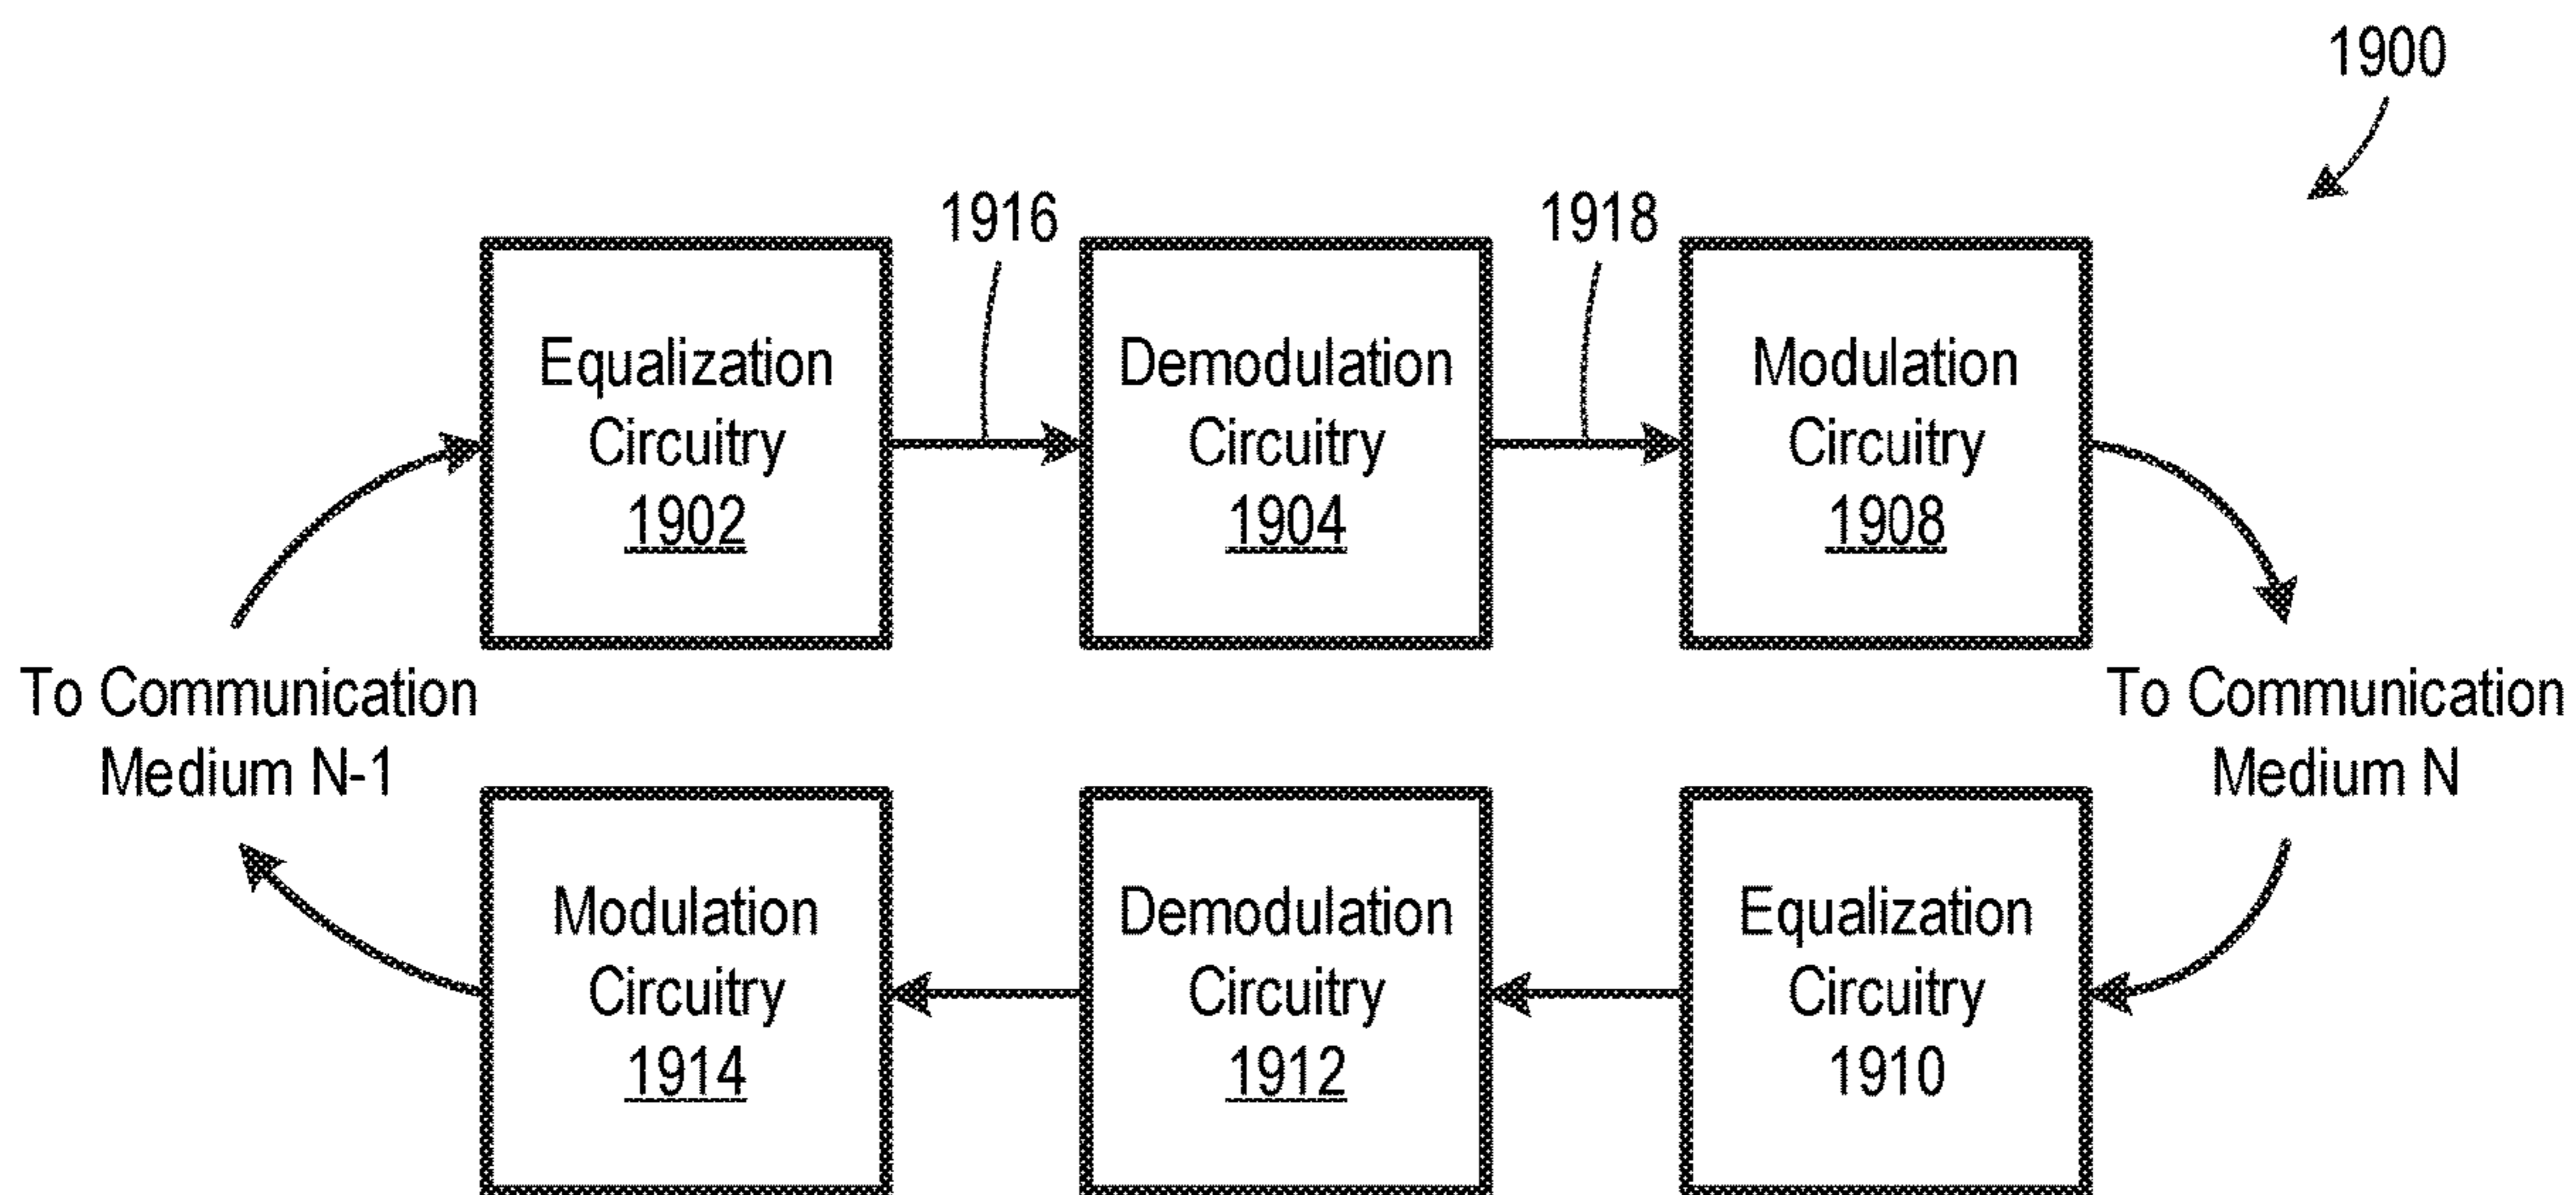 1900
1916
1918
Equalization
Circuitry
1902
Demodulation
Circuitry
1904
Modulation
Circuitry
1908
To Communication
Medium N-1
To Communication
Medium N
Modulation
Circuitry
1914
Demodulation
Circuitry
1912
Equalization
Circuitry
1910